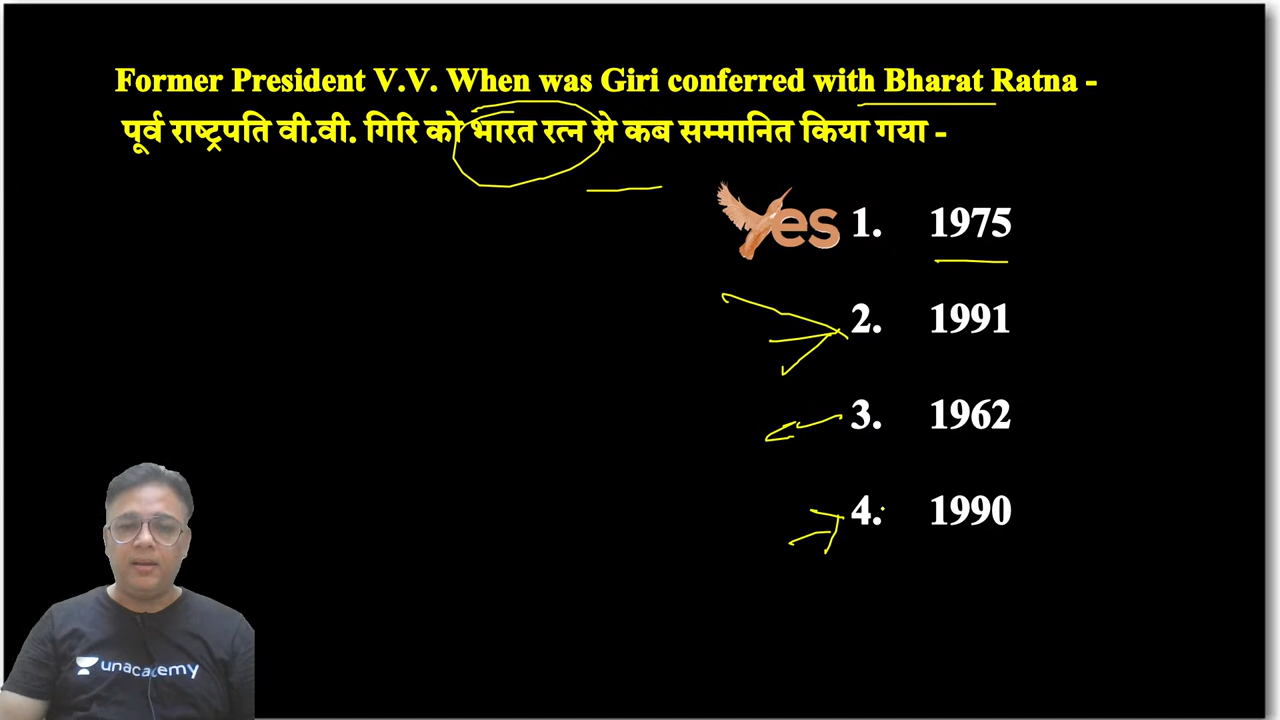 Former President V.V. When was Giri conferred with Bharat Ratna -
पूर्व राष्ट्रपति वी.वी. गिरि को भारत रत्न से कब सम्मानित किया गया -
Yes 1. 1975
2. 1991
3. 1962
4. 1990
unacademy